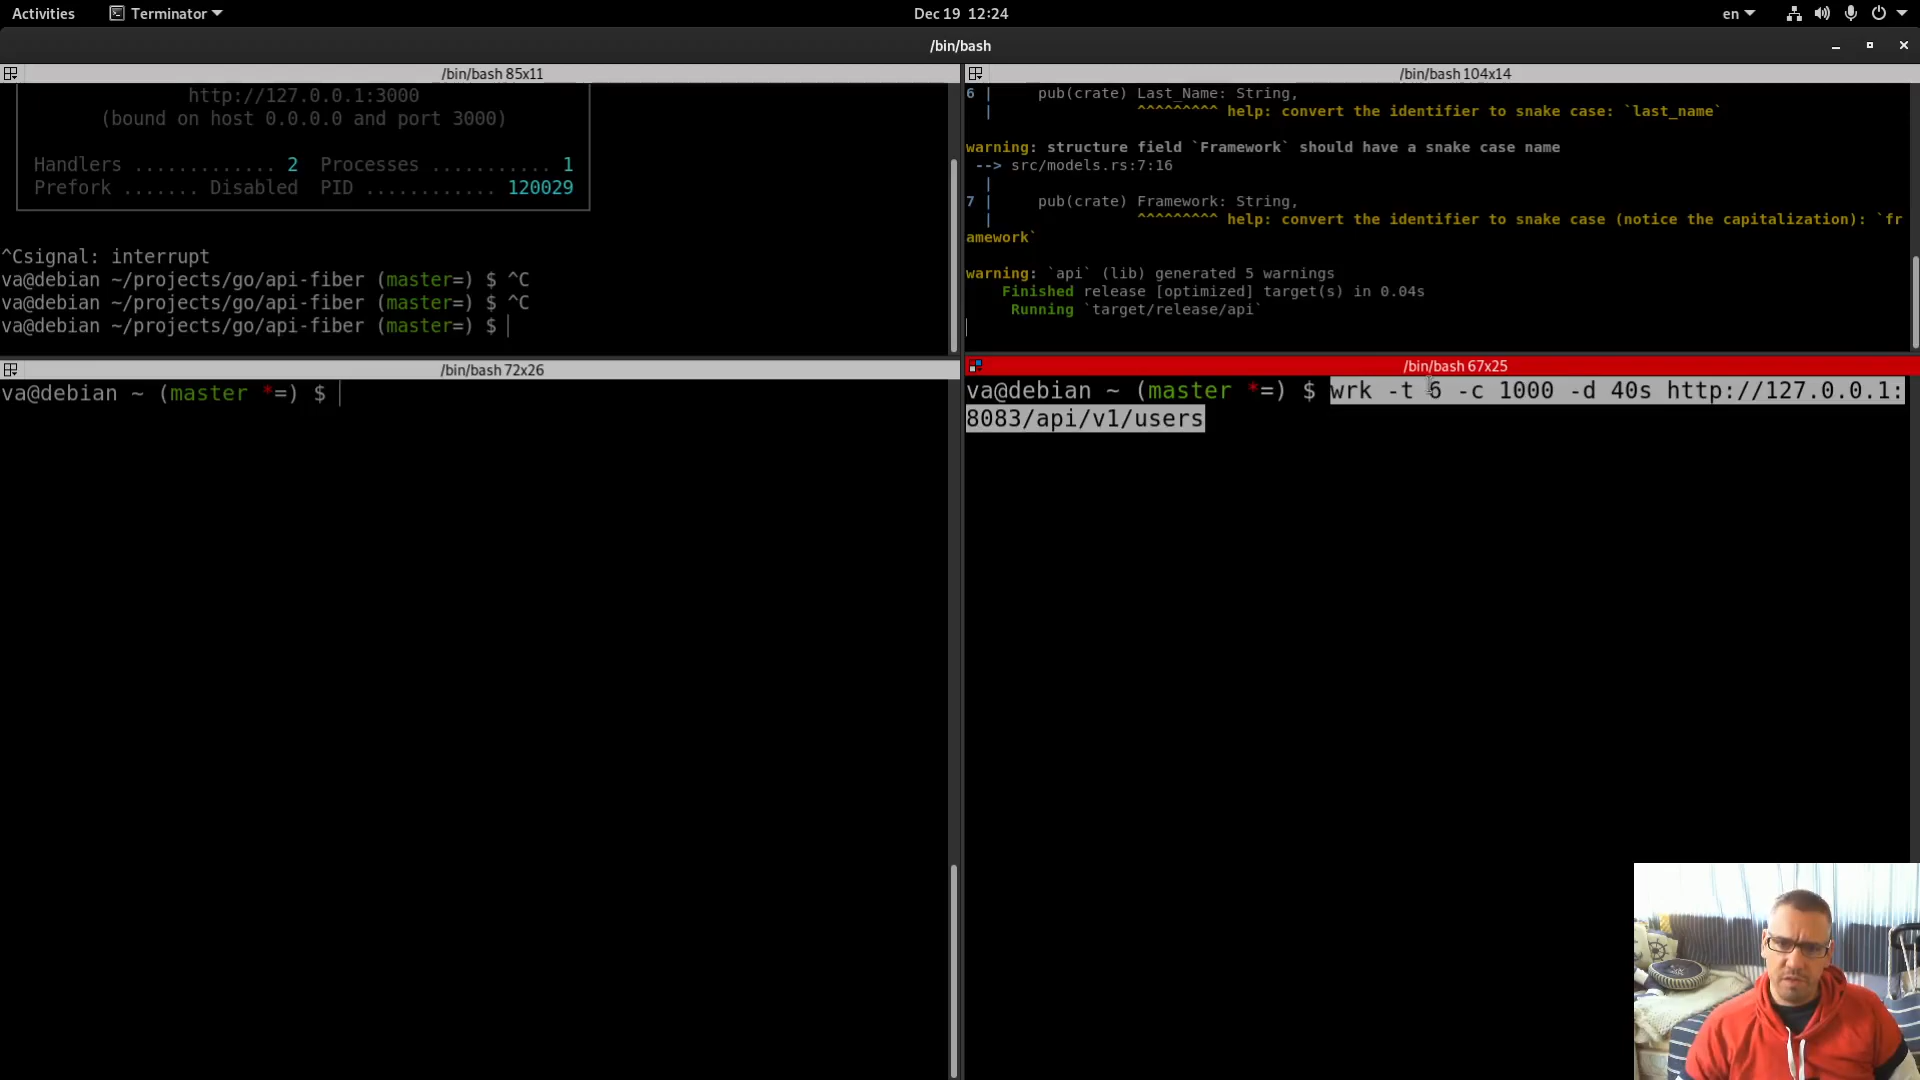 Activities
Terminator
Dec 19 12:24
en
/bin/bash
/bin/bash 85x11
http://127.0.0.1:3000
(bound on host 0.0.0.0 and port 3000)
Handlers ............. 2 Processes ........... 1
Prefork ....... Disabled PID ............ 120029
^Csignal: interrupt
va@debian ~/projects/go/api-fiber (master=) $ ^C
va@debian ~/projects/go/api-fiber (master=) $ ^C
va@debian ~/projects/go/api-fiber (master=) $
/bin/bash 104x14
6 | pub(crate) Last_Name: String,
| ^^^^^^^^^ help: convert the identifier to snake case: `last_name`
warning: structure field `Framework` should have a snake case name
--> src/models.rs:7:16
|
7 | pub(crate) Framework: String,
| ^^^^^^^^^ help: convert the identifier to snake case (notice the capitalization): `fr
amework`
warning: `api` (lib) generated 5 warnings
Finished release [optimized] target(s) in 0.04s
Running `target/release/api`
/bin/bash 72x26
va@debian ~ (master *=) $
/bin/bash 67x25
va@debian ~ (master *=) $ wrk -t 6 -c 1000 -d 40s http://127.0.0.1:
8083/api/v1/users